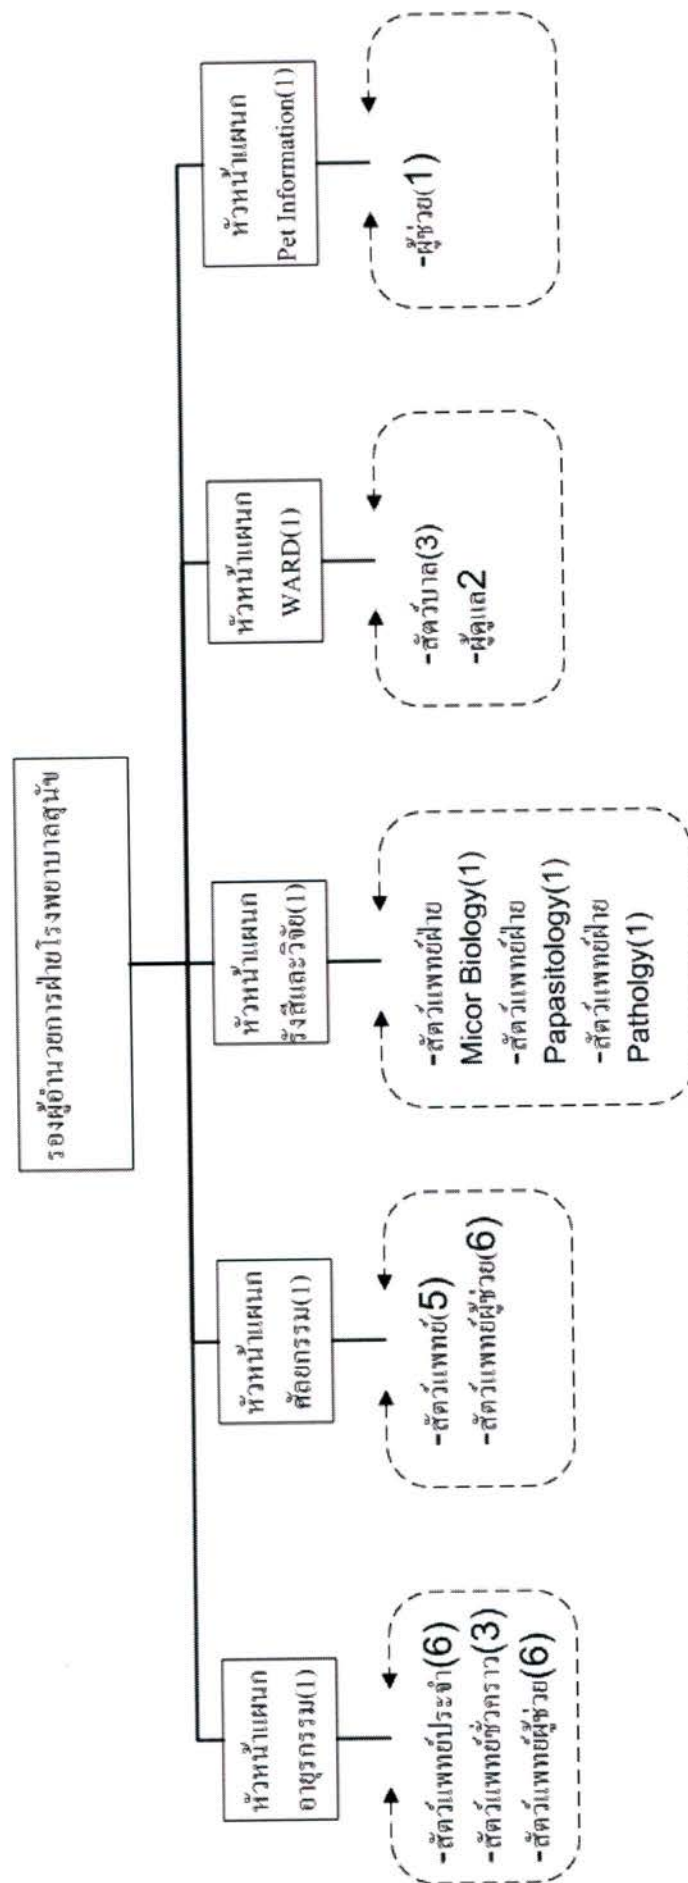 รองผู้อำนวยการฝ่ายโรงพยาบาลสุนัข
หัวหน้าแผนก
อายุรกรรม(1)
-สัตว์แพทย์ประจำ(6)
-สัตว์แพทย์ชั่วคราว(3)
-สัตว์แพทย์ผู้ช่วย(6)
หัวหน้าแผนก
ศัลยกรรม(1)
-สัตว์แพทย์(5)
-สัตว์แพทย์ผู้ช่วย(6)
หัวหน้าแผนก
รังสีและวิจัย(1)
-สัตว์แพทย์ฝ่าย
Micor Biology(1)
-สัตว์แพทย์ฝ่าย
Papasitology(1)
-สัตว์แพทย์ฝ่าย
Patholgy(1)
หัวหน้าแผนก
WARD(1)
-สัตว์บาล(3)
-ผู้ดูแล2
หัวหน้าแผนก
Pet Information(1)
-ผู้ช่วย(1)